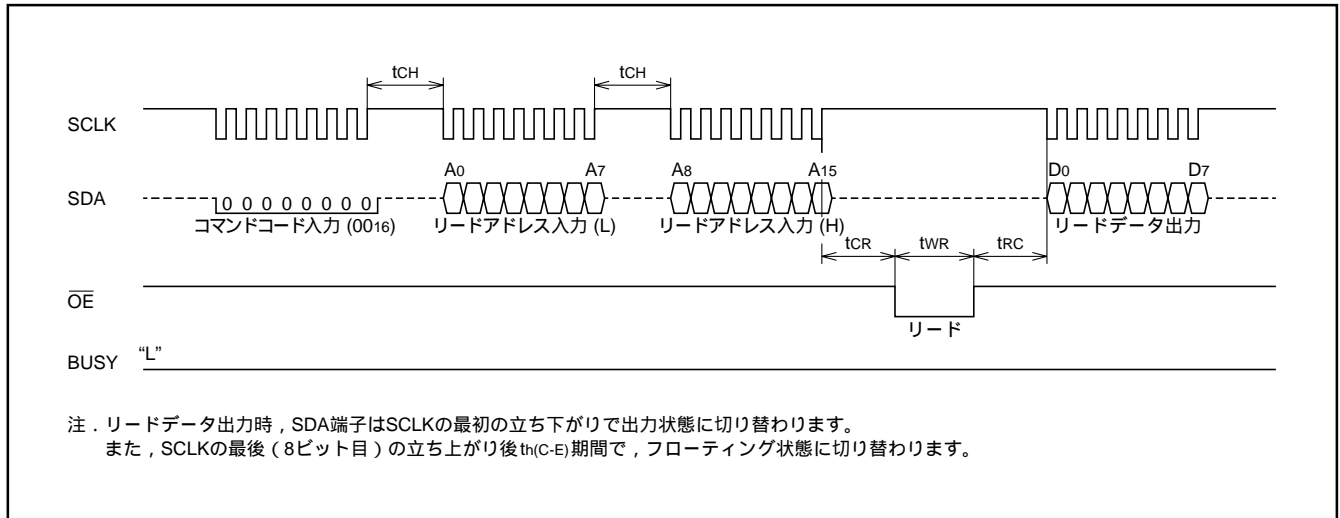 tCH tCH
SCLK
A0 A7 A8 A15 D0 D7
SDA
0 0 0 0 0 0 0 0
コマンドコード入力 (0016) リードアドレス入力 (L) リードアドレス入力 (H) リードデータ出力
tCR tWR tRC
OE
リード
BUSY “L”
注．リードデータ出力時，SDA端子はSCLKの最初の立ち下がりで出力状態に切り替わります。
また，SCLKの最後（8ビット目）の立ち上がり後th(C-E)期間で，フローティング状態に切り替わります。